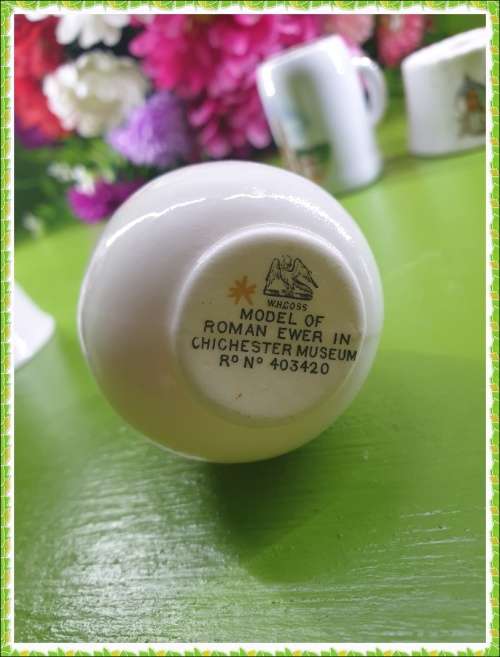 W.H.GOSS
MODEL OF
ROMAN EWER IN
CHICHESTER MUSEUM
Rᴰ Nº 403420